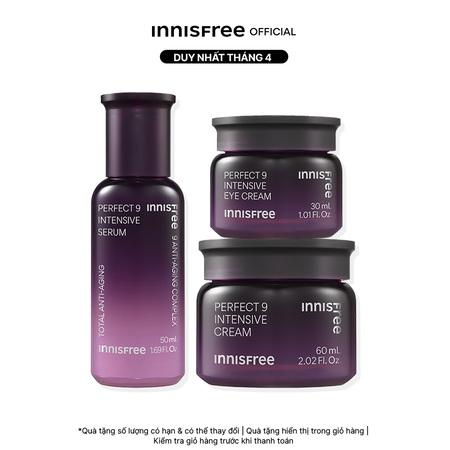 innisfree OFFICIAL
DUY NHẤT THÁNG 4
PERFECT 9
INTENSIVE
SERUM
innisfree
TOTAL ANTI-AGING
9 ANTI-AGING COMPLEX
50 ml.
1.69 Fl. Oz.
innisfree
PERFECT 9
INTENSIVE
EYE CREAM
innisfree
30 ml.
1.01 Fl. Oz.
innisfree
PERFECT 9
INTENSIVE
CREAM
innisfree
60 ml.
2.02 Fl. Oz.
innisfree
*Quà tặng số lượng có hạn & có thể thay đổi | Quà tặng hiển thị trong giỏ hàng |
Kiểm tra giỏ hàng trước khi thanh toán